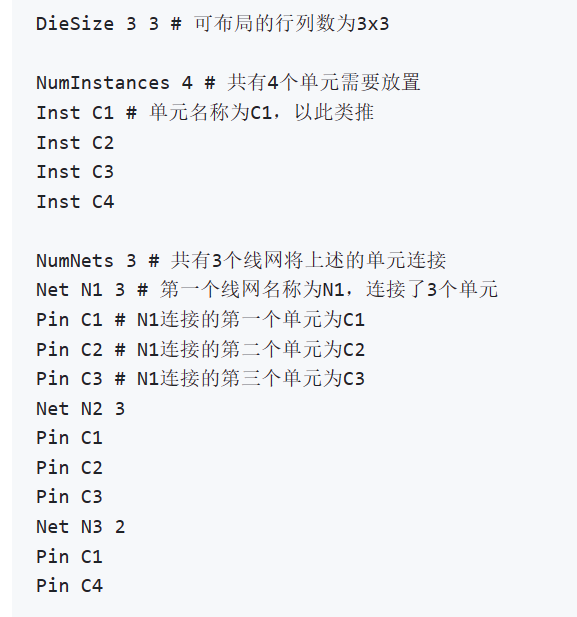 DieSize 3 3 # 可布局的行列数为3x3
NumInstances 4 # 共有4个单元需要放置
Inst C1 # 单元名称为C1，以此类推
Inst C2
Inst C3
Inst C4
NumNets 3 # 共有3个线网将上述的单元连接
Net N1 3 # 第一个线网名称为N1，连接了3个单元
Pin C1 # N1连接的第一个单元为C1
Pin C2 # N1连接的第二个单元为C2
Pin C3 # N1连接的第三个单元为C3
Net N2 3
Pin C1
Pin C2
Pin C3
Net N3 2
Pin C1
Pin C4